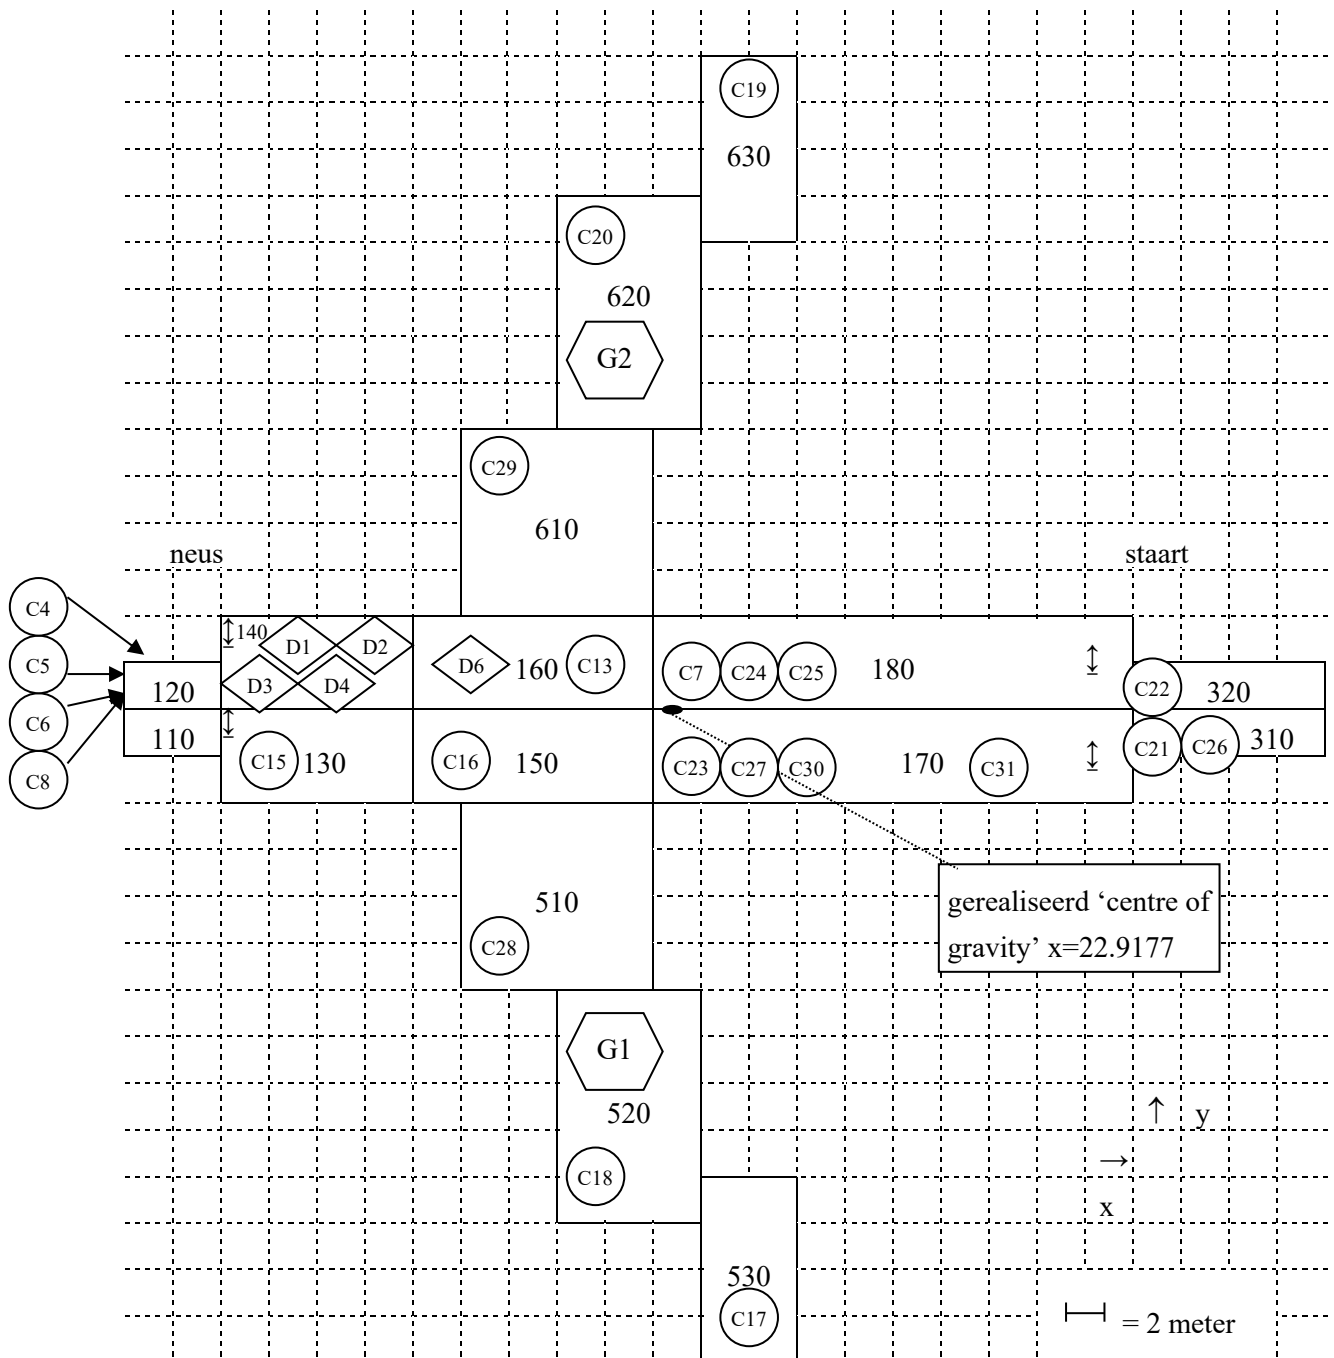 C19
630
C20
620
G2
C29
610
neus
staart
C4
C5
C6
C8
120
110
140
D1
D2
D3
D4
D6
160
C13
C7
C24
C25
180
C22
320
C15
130
C16
150
C23
C27
C30
170
C31
C21
C26
310
510
C28
gerealiseerd ‘centre of
gravity’ x=22.9177
G1
520
C18
↑ y
→
x
530
C17
= 2 meter